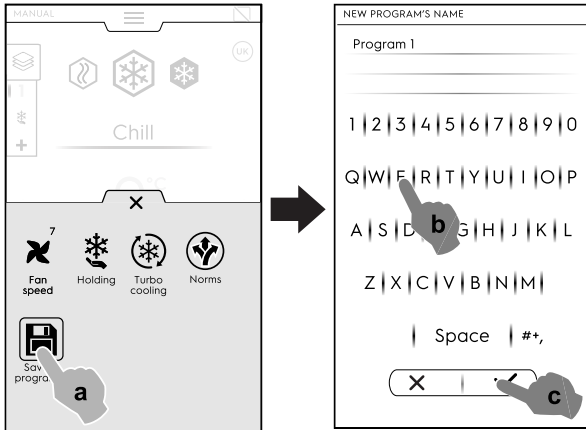 MANUAL
UK
1
Chill
°C
7
Fan speed
Holding
Turbo cooling
Norms
a
NEW PROGRAM'S NAME
Program 1
1 2 3 4 5 6 7 8 9 0
Q W E R T Y U I O P
A S D G H J K L
b
Z X C V B N M
Space #+,
c